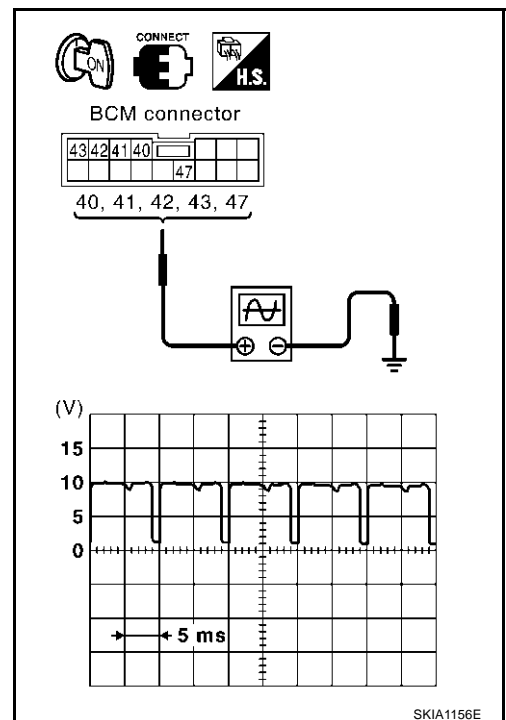 ON
CONNECT
H.S.
BCM connector
43 42 41 40
47
40, 41, 42, 43, 47
(V)
15
10
5
0
5 ms
SKIA1156E